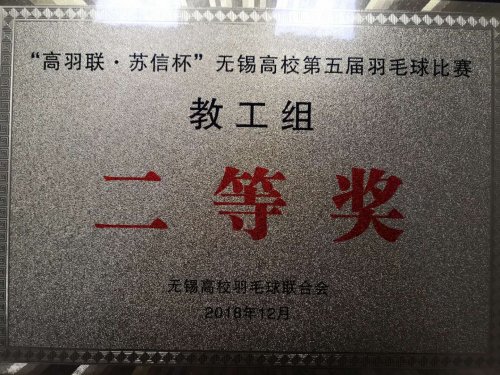 “高羽联·苏信杯”无锡高校第五届羽毛球比赛
教工组
二等奖
无锡高校羽毛球联合会
2018年12月